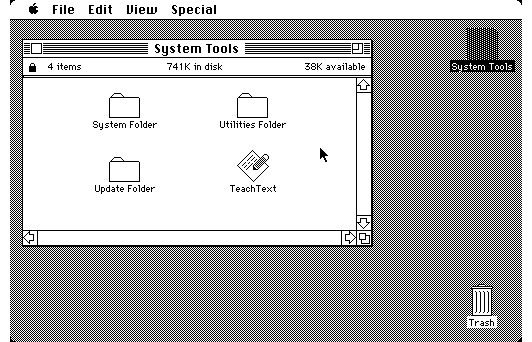 File Edit View Special
System Tools
4 items 741K in disk 38K available
System Folder Utilities Folder
Update Folder TeachText
System Tools
Trash